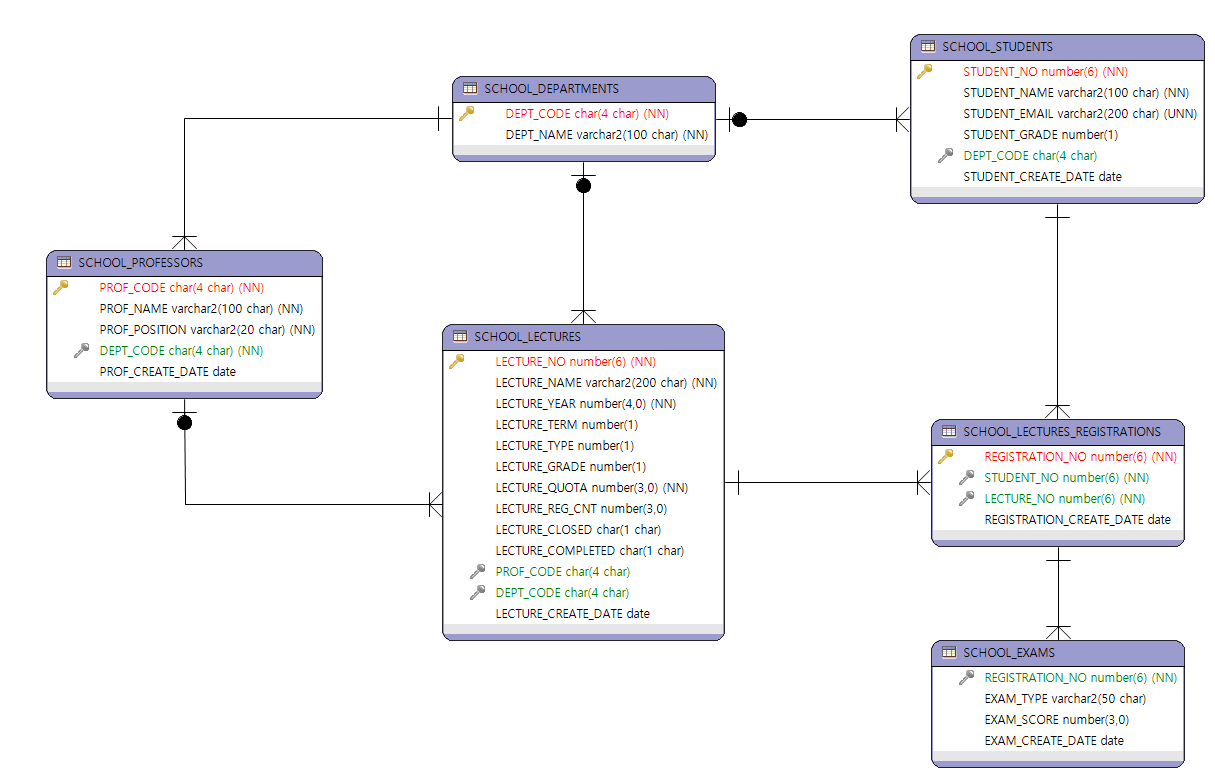 SCHOOL_STUDENTS
STUDENT_NO number(6) (NN)
STUDENT_NAME varchar2(100 char) (NN)
STUDENT_EMAIL varchar2(200 char) (UNN)
STUDENT_GRADE number(1)
DEPT_CODE char(4 char)
STUDENT_CREATE_DATE date
SCHOOL_DEPARTMENTS
DEPT_CODE char(4 char) (NN)
DEPT_NAME varchar2(100 char) (NN)
SCHOOL_PROFESSORS
PROF_CODE char(4 char) (NN)
PROF_NAME varchar2(100 char) (NN)
PROF_POSITION varchar2(20 char) (NN)
DEPT_CODE char(4 char) (NN)
PROF_CREATE_DATE date
SCHOOL_LECTURES
LECTURE_NO number(6) (NN)
LECTURE_NAME varchar2(200 char) (NN)
LECTURE_YEAR number(4,0) (NN)
LECTURE_TERM number(1)
LECTURE_TYPE number(1)
LECTURE_GRADE number(1)
LECTURE_QUOTA number(3,0) (NN)
LECTURE_REG_CNT number(3,0)
LECTURE_CLOSED char(1 char)
LECTURE_COMPLETED char(1 char)
PROF_CODE char(4 char)
DEPT_CODE char(4 char)
LECTURE_CREATE_DATE date
SCHOOL_LECTURES_REGISTRATIONS
REGISTRATION_NO number(6) (NN)
STUDENT_NO number(6) (NN)
LECTURE_NO number(6) (NN)
REGISTRATION_CREATE_DATE date
SCHOOL_EXAMS
REGISTRATION_NO number(6) (NN)
EXAM_TYPE varchar2(50 char)
EXAM_SCORE number(3,0)
EXAM_CREATE_DATE date